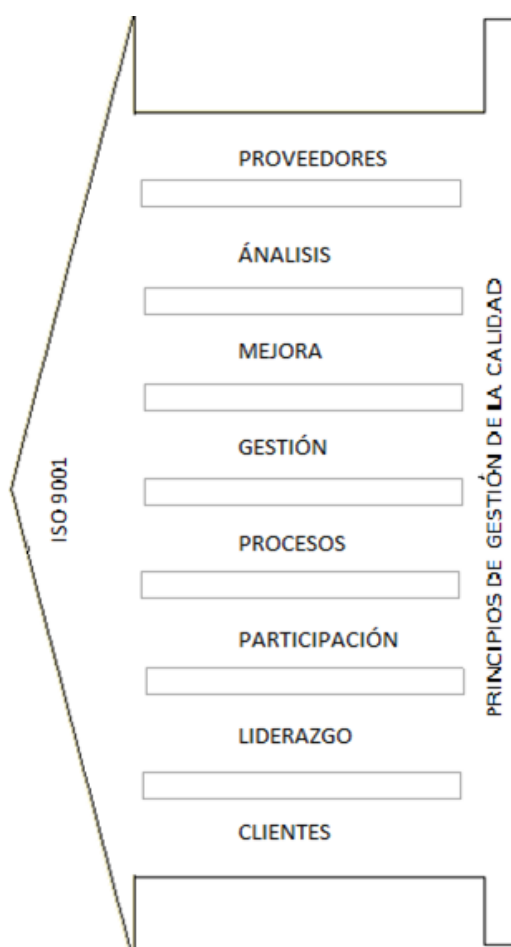 PROVEEDORES
ÁNALISIS
MEJORA
GESTIÓN
PROCESOS
PARTICIPACIÓN
LIDERAZGO
CLIENTES
ISO 9001
PRINCIPIOS DE GESTIÓN DE LA CALIDAD